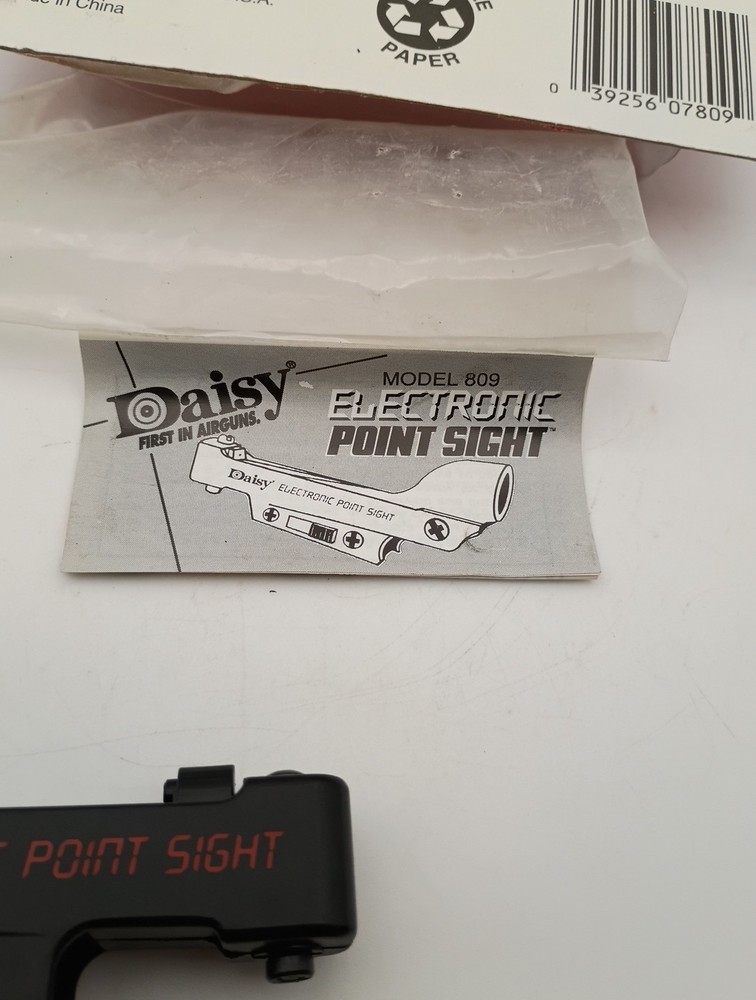 in China
S.A.
PAPER
0 39256 07809
Daisy®
FIRST IN AIRGUNS.
MODEL 809
ELECTRONIC
POINT SIGHT™
Daisy® ELECTRONIC POINT SIGHT
POINT SIGHT